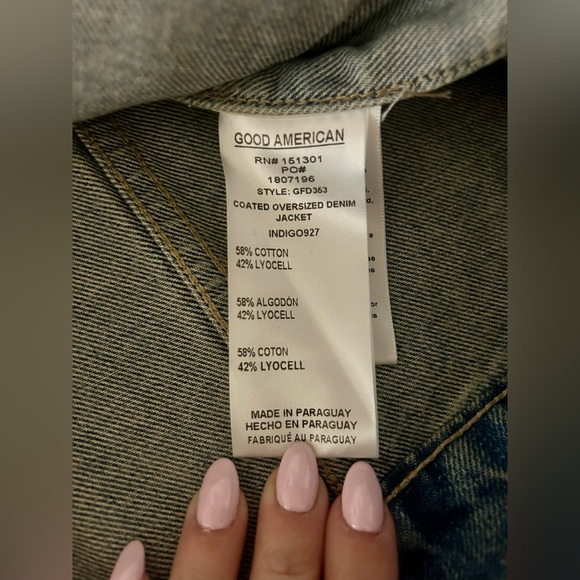 GOOD AMERICAN
RN# 151301
PO#
1807196
STYLE: GFD363
COATED OVERSIZED DENIM
JACKET
INDIGO927
58% COTTON
42% LYOCELL
58% ALGODÓN
42% LYOCELL
58% COTON
42% LYOCELL
MADE IN PARAGUAY
HECHO EN PARAGUAY
FABRIQUÉ AU PARAGUAY